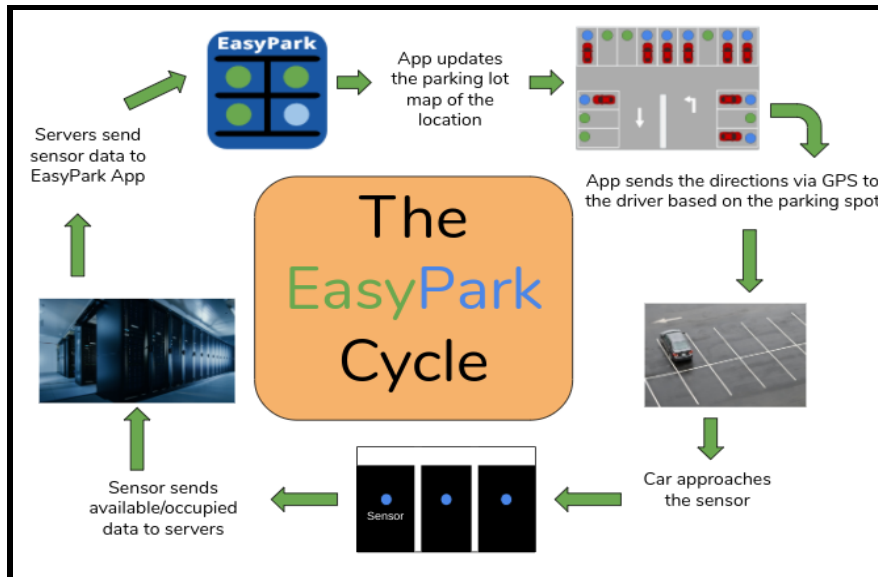 EasyPark
App updates
the parking lot
map of the
location
Servers send
sensor data to
EasyPark App
App sends the directions via GPS to
the driver based on the parking spot
The
EasyPark
Cycle
Car approaches
the sensor
Sensor
Sensor sends
available/occupied
data to servers